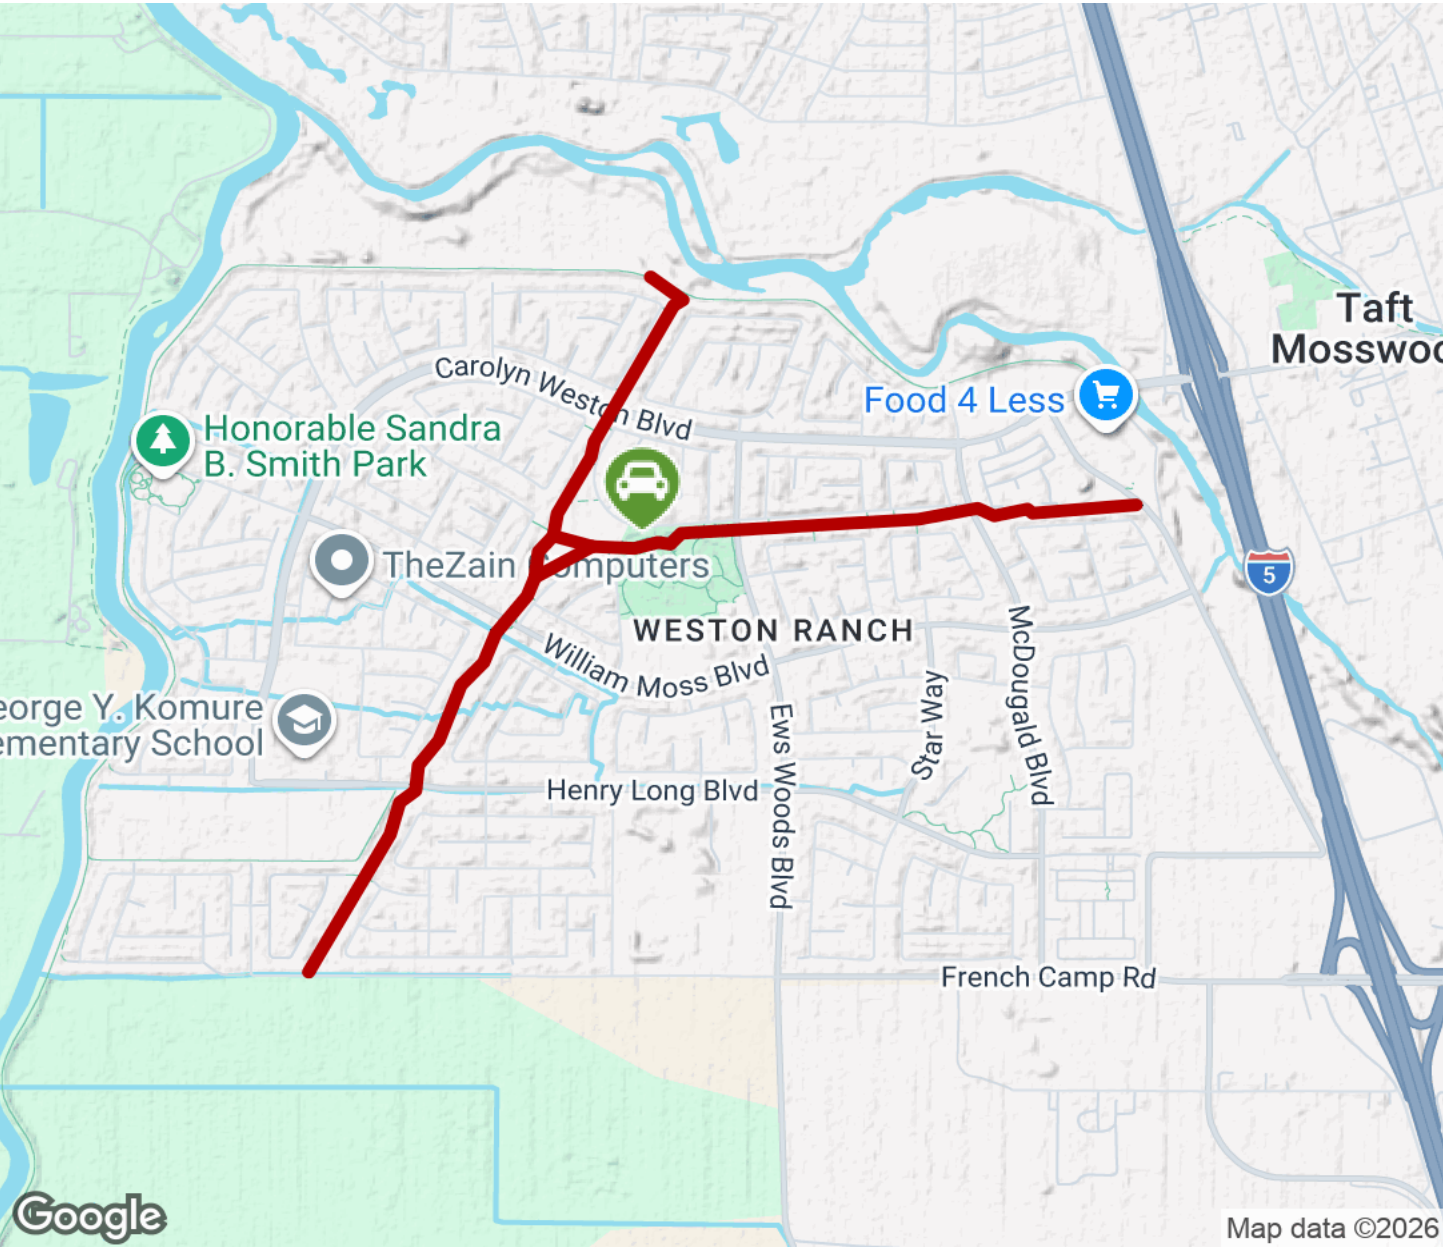 Taft
Mosswoo
Carolyn Weston Blvd
Food 4 Less
Honorable Sandra
B. Smith Park
TheZain Computers
5
WESTON RANCH
William Moss Blvd
McDougald Blvd
Star Way
Ews Woods Blvd
eorge Y. Komure
ementary School
Henry Long Blvd
French Camp Rd
Google
Map data ©2026